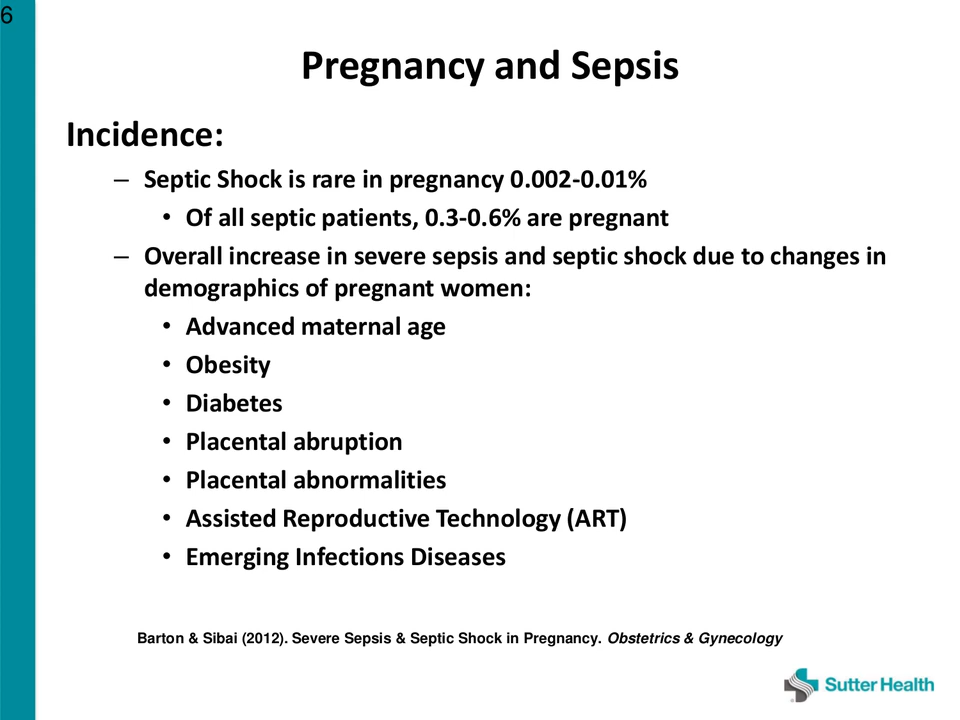 6
Pregnancy and Sepsis
Incidence:
– Septic Shock is rare in pregnancy 0.002-0.01%
• Of all septic patients, 0.3-0.6% are pregnant
– Overall increase in severe sepsis and septic shock due to changes in
demographics of pregnant women:
• Advanced maternal age
• Obesity
• Diabetes
• Placental abruption
• Placental abnormalities
• Assisted Reproductive Technology (ART)
• Emerging Infections Diseases
Barton & Sibai (2012). Severe Sepsis & Septic Shock in Pregnancy. Obstetrics & Gynecology
Sutter Health